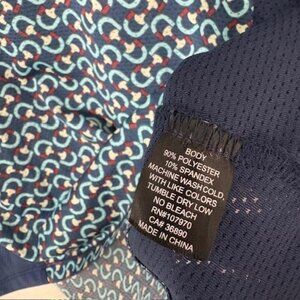 BODY
90% POLYESTER
10% SPANDEX
MACHINE WASH COLD,
WITH LIKE COLORS
TUMBLE DRY LOW
NO BLEACH
RN#107970
CA# 36890
MADE IN CHINA